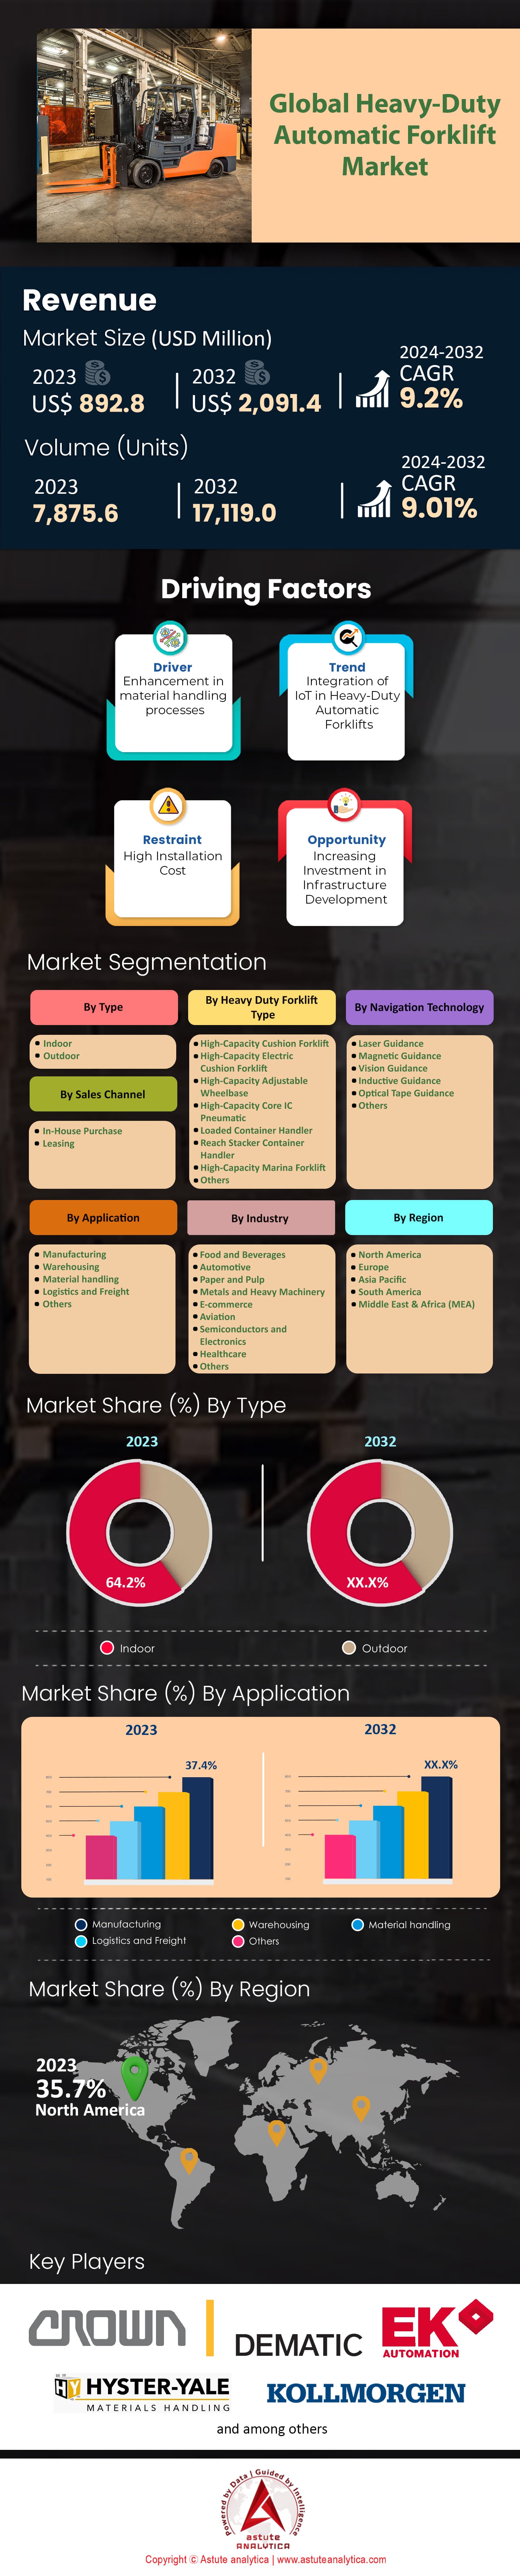 Global Heavy-Duty
Automatic Forklift
Market
Revenue
Market Size (USD Million)
2023
US$ 892.8
2032
US$ 2,091.4
2024-2032
CAGR
9.2%
Volume (Units)
2023
7,875.6
2032
17,119.0
2024-2032
CAGR
9.01%
Driving Factors
Driver
Enhancement in
material handling
processes
Trend
Integration of
IoT in Heavy-Duty
Automatic
Forklifts
Restraint
High Installation
Cost
Opportunity
Increasing
Investment in
Infrastructure
Development
Market Segmentation
By Type
Indoor
Outdoor
By Sales Channel
In-House Purchase
Leasing
By Heavy Duty Forklift
Type
High-Capacity Cushion Forklift
High-Capacity Electric
Cushion Forklift
High-Capacity Adjustable
Wheelbase
High-Capacity Core IC
Pneumatic
Loaded Container Handler
Reach Stacker Container
Handler
High-Capacity Marina Forklift
Others
By Navigation Technology
Laser Guidance
Magnetic Guidance
Vision Guidance
Inductive Guidance
Optical Tape Guidance
Others
By Application
Manufacturing
Warehousing
Material handling
Logistics and Freight
Others
By Industry
Food and Beverages
Automotive
Paper and Pulp
Metals and Heavy Machinery
E-commerce
Aviation
Semiconductors and
Electronics
Healthcare
Others
By Region
North America
Europe
Asia Pacific
South America
Middle East & Africa (MEA)
Market Share (%) By Type
2023
64.2%
2032
XX.X%
Indoor
Outdoor
Market Share (%) By Application
2023
37.4%
2032
XX.X%
Manufacturing
Warehousing
Material handling
Logistics and Freight
Others
Market Share (%) By Region
2023
35.7%
North America
Key Players
CROWN
DEMATIC
EK
AUTOMATION
HY HYSTER-YALE
MATERIALS HANDLING
KOLLMORGEN
and among others
Powered by Data | Guided by Intelligence
astute
ANALYTICA
Copyright © Astute analytica | www.astuteanalytica.com